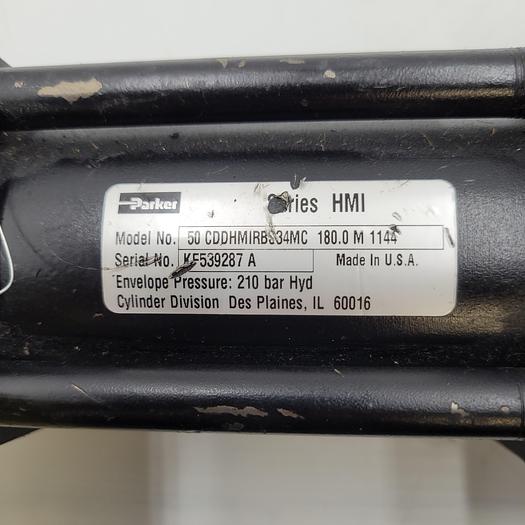 Parker
ries HMI
Model No. 50 CDDHMIRBS34MC 180.0 M 1144
Serial No. KF539287 A Made In U.S.A.
Envelope Pressure: 210 bar Hyd
Cylinder Division Des Plaines, IL 60016